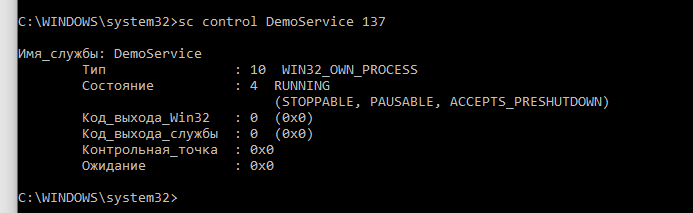 C:\WINDOWS\system32>sc control DemoService 137
Имя_службы: DemoService
Тип : 10 WIN32_OWN_PROCESS
Состояние : 4 RUNNING
(STOPPABLE, PAUSABLE, ACCEPTS_PRESHUTDOWN)
Код_выхода_Win32 : 0 (0x0)
Код_выхода_службы : 0 (0x0)
Контрольная_точка : 0x0
Ожидание : 0x0
C:\WINDOWS\system32>